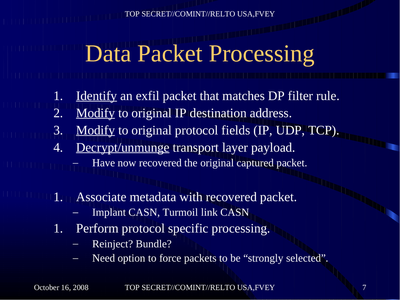 TOP SECRET//COMINT//RELTO USA,FVEY
Data Packet Processing
1. Identify an exfil packet that matches DP filter rule.
2. Modify to original IP destination address.
3. Modify to original protocol fields (IP, UDP, TCP).
4. Decrypt/unmunge transport layer payload.
– Have now recovered the original captured packet.
1. Associate metadata with recovered packet.
– Implant CASN, Turmoil link CASN
1. Perform protocol specific processing.
– Reinject? Bundle?
– Need option to force packets to be “strongly selected”.
October 16, 2008 TOP SECRET//COMINT//RELTO USA,FVEY 7